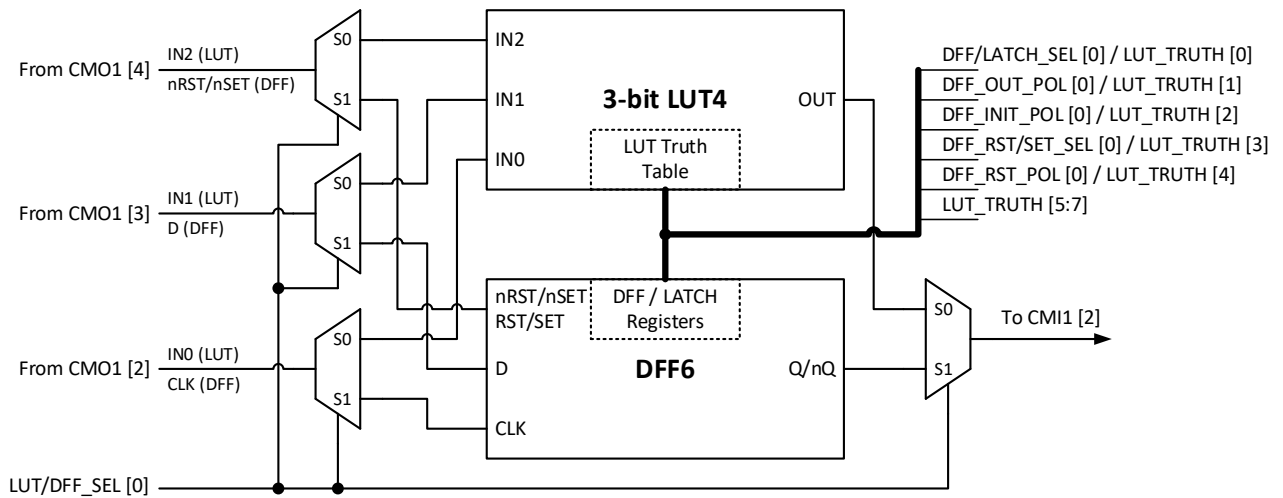 From CMO1 [4]
IN2 (LUT)
nRST/nSET (DFF)
S0
S1
From CMO1 [3]
IN1 (LUT)
D (DFF)
S0
S1
From CMO1 [2]
IN0 (LUT)
CLK (DFF)
S0
S1
LUT/DFF_SEL [0]
IN2
IN1
IN0
3-bit LUT4
OUT
LUT Truth
Table
nRST/nSET
RST/SET
D
CLK
DFF / LATCH
Registers
DFF6
Q/nQ
DFF/LATCH_SEL [0] / LUT_TRUTH [0]
DFF_OUT_POL [0] / LUT_TRUTH [1]
DFF_INIT_POL [0] / LUT_TRUTH [2]
DFF_RST/SET_SEL [0] / LUT_TRUTH [3]
DFF_RST_POL [0] / LUT_TRUTH [4]
LUT_TRUTH [5:7]
S0
S1
To CMI1 [2]